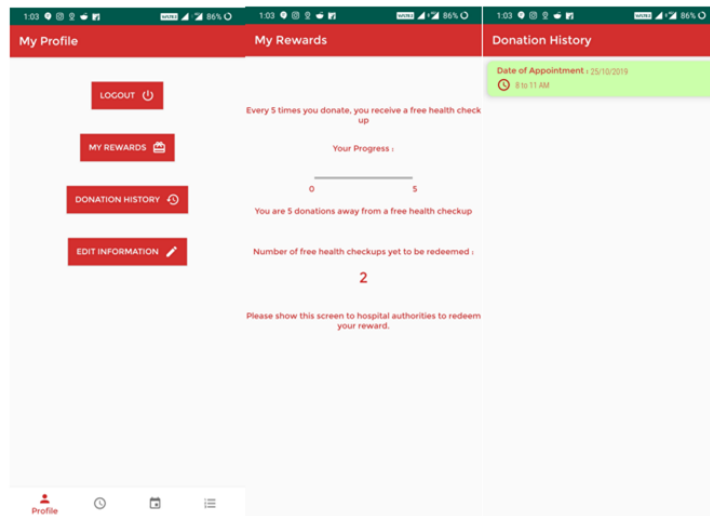 1:03
86%
My Profile
LOGOUT
MY REWARDS
DONATION HISTORY
EDIT INFORMATION
Profile
1:03
86%
My Rewards
Every 5 times you donate, you receive a free health check
up
Your Progress :
0 5
You are 5 donations away from a free health checkup
Number of free health checkups yet to be redeemed :
2
Please show this screen to hospital authorities to redeem
your reward.
1:03
86%
Donation History
Date of Appointment : 25/10/2019
8 to 11 AM